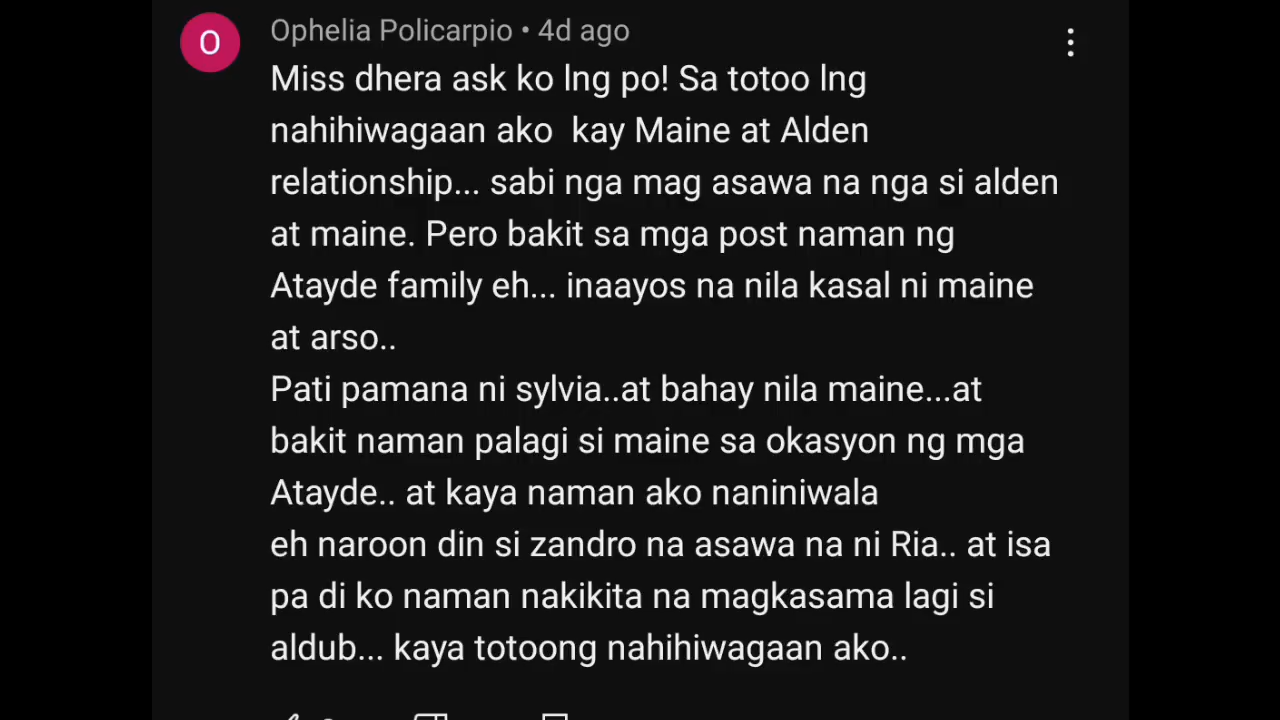 O
Ophelia Policarpio • 4d ago
Miss dhera ask ko lng po! Sa totoo lng
nahihiwagaan ako  kay Maine at Alden
relationship... sabi nga mag asawa na nga si alden
at maine. Pero bakit sa mga post naman ng
Atayde family eh... inaayos na nila kasal ni maine
at arso..
Pati pamana ni sylvia..at bahay nila maine...at
bakit naman palagi si maine sa okasyon ng mga
Atayde.. at kaya naman ako naniniwala
eh naroon din si zandro na asawa na ni Ria.. at isa
pa di ko naman nakikita na magkasama lagi si
aldub... kaya totoong nahihiwagaan ako..